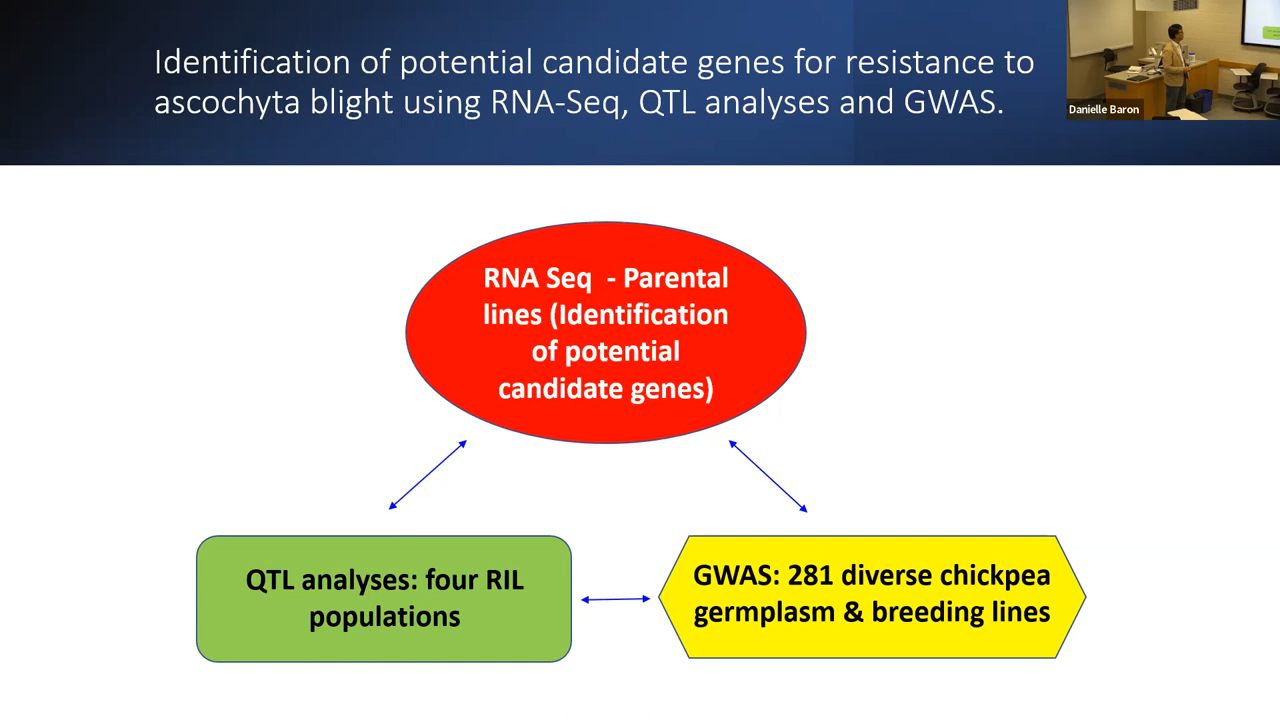 Identification of potential candidate genes for resistance to
ascochyta blight using RNA-Seq, QTL analyses and GWAS.
Danielle Baron
RNA Seq - Parental
lines (Identification
of potential
candidate genes)
QTL analyses: four RIL
populations
GWAS: 281 diverse chickpea
germplasm & breeding lines